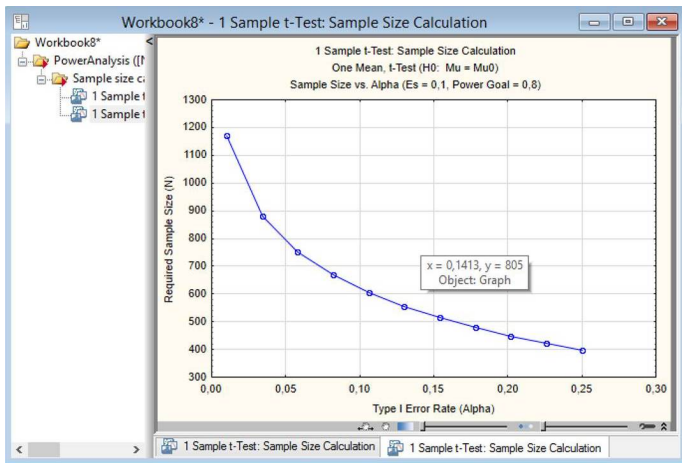 Workbook8* - 1 Sample t-Test: Sample Size Calculation
Workbook8*
PowerAnalysis ([
Sample size ca
1 Sample t
1 Sample t
1 Sample t-Test: Sample Size Calculation
One Mean, t-Test (H0: Mu = Mu0)
Sample Size vs. Alpha (Es = 0,1, Power Goal = 0,8)
1300
1200
1100
1000
900
800
700
600
500
400
300
Required Sample Size (N)
x = 0,1413, y = 805
Object: Graph
0,00 0,05 0,10 0,15 0,20 0,25 0,30
Type I Error Rate (Alpha)
1 Sample t-Test: Sample Size Calculation
1 Sample t-Test: Sample Size Calculation